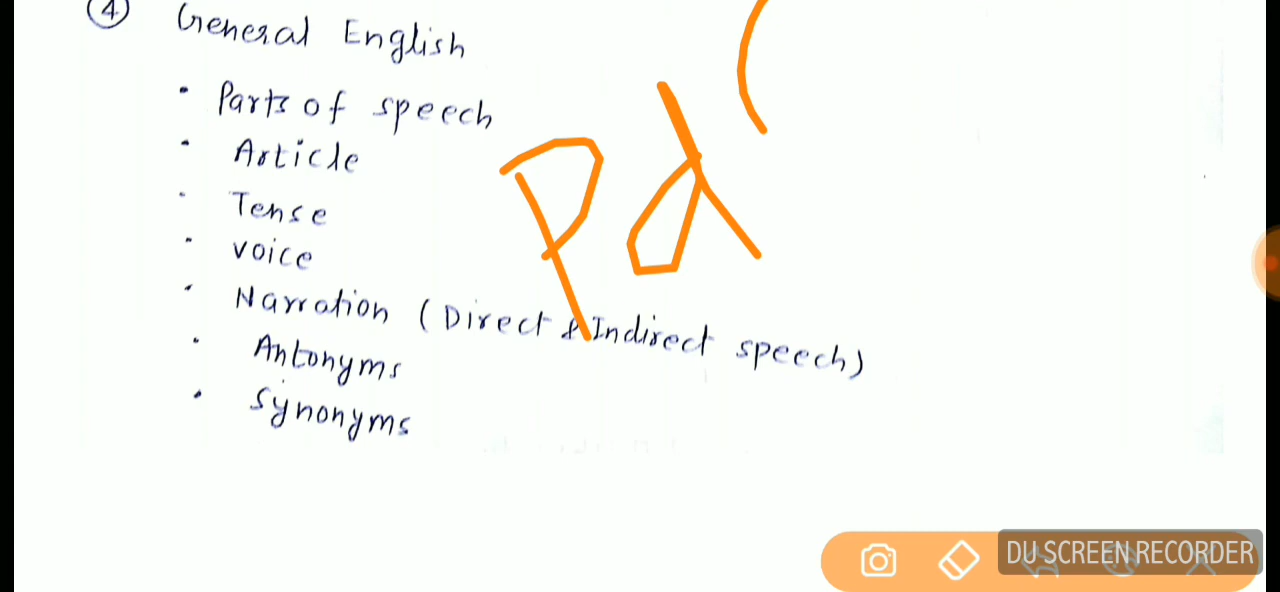 4 General English
• Parts of speech
• Article
• Tense
• voice
• Narration (Direct & Indirect speech)
• Antonyms
• Synonyms
Pd
DU SCREEN RECORDER